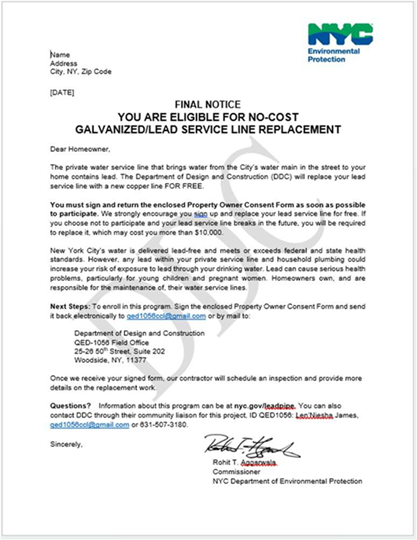 NYC
Environmental
Protection
Name
Address
City, NY, Zip Code
[DATE]
FINAL NOTICE
YOU ARE ELIGIBLE FOR NO-COST
GALVANIZED/LEAD SERVICE LINE REPLACEMENT
Dear Homeowner,
The private water service line that brings water from the City's water main in the street to your
home contains lead. The Department of Design and Construction (DDC) will replace your lead
service line with a new copper line FOR FREE.
You must sign and return the enclosed Property Owner Consent Form as soon as possible
to participate. We strongly encourage you sign up and replace your lead service line for free. If
you choose not to participate and your lead service line breaks in the future, you will be required
to replace it, which may cost you more than $10,000.
New York City's water is delivered lead-free and meets or exceeds federal and state health
standards. However, any lead within your private service line and household plumbing could
increase your risk of exposure to lead through your drinking water. Lead can cause serious health
problems, particularly for young children and pregnant women. Homeowners own, and are
responsible for the maintenance of, their water service lines.
Next Steps: To enroll in this program. Sign the enclosed Property Owner Consent Form and send
it back electronically to qed1056ccl@gmail.com or by mail to:
Department of Design and Construction
QED-1056 Field Office
25-26 50th Street, Suite 202
Woodside, NY, 11377
Once we receive your signed form, our contractor will schedule an inspection and provide more
details on the replacement work.
Questions? Information about this program can be at nyc.gov/leadpipe. You can also
contact DDC through their community liaison for this project, ID QED1056: Len'Niesha James,
qed1056ccl@gmail.com or 631-507-3180.
Sincerely,
Rohit T. Aggarwala
Commissioner
NYC Department of Environmental Protection
DDC